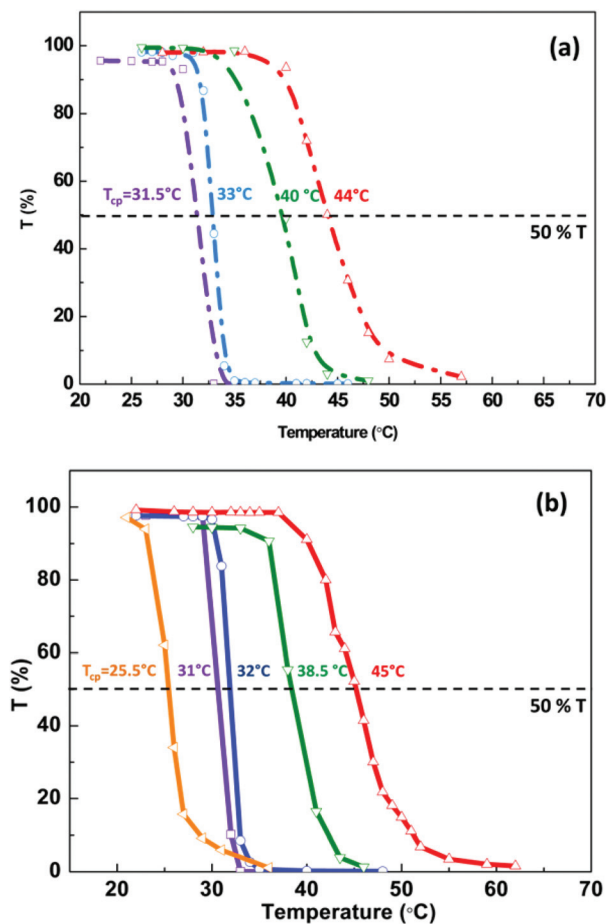 (a)
100
80
60
40
20
0
T (%)
Tcp=31.5°C 33°C 40 °C 44°C
50 % T
20 25 30 35 40 45 50 55 60 65 70
Temperature (°C)
(b)
100
80
60
40
20
0
T (%)
Tcp=25.5°C 31°C 32°C 38.5 °C 45°C
50 % T
20 30 40 50 60 70
Temperature (°C)